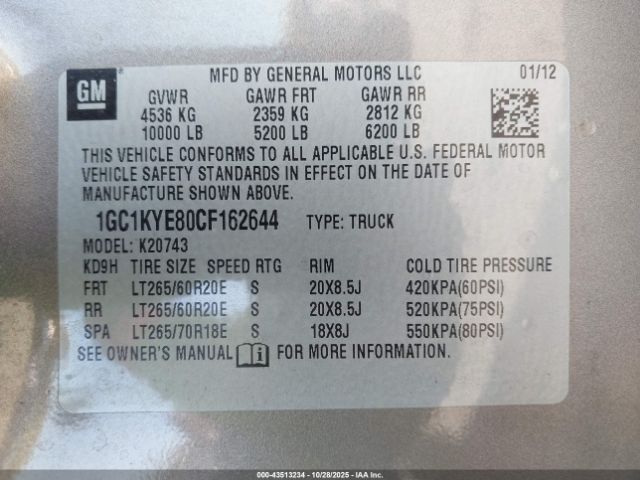 GM
MFD BY GENERAL MOTORS LLC 01/12
GVWR GAWR FRT GAWR RR
4536 KG 2359 KG 2812 KG
10000 LB 5200 LB 6200 LB
THIS VEHICLE CONFORMS TO ALL APPLICABLE U.S. FEDERAL MOTOR
VEHICLE SAFETY STANDARDS IN EFFECT ON THE DATE OF
MANUFACTURE SHOWN ABOVE.
1GC1KYE80CF162644 TYPE: TRUCK
MODEL: K20743
KD9H TIRE SIZE SPEED RTG RIM COLD TIRE PRESSURE
FRT LT265/60R20E S 20X8.5J 420KPA(60PSI)
RR LT265/60R20E S 20X8.5J 520KPA(75PSI)
SPA LT265/70R18E S 18X8J 550KPA(80PSI)
SEE OWNER'S MANUAL FOR MORE INFORMATION.
000-43513234 - 10/28/2025 - IAA Inc.